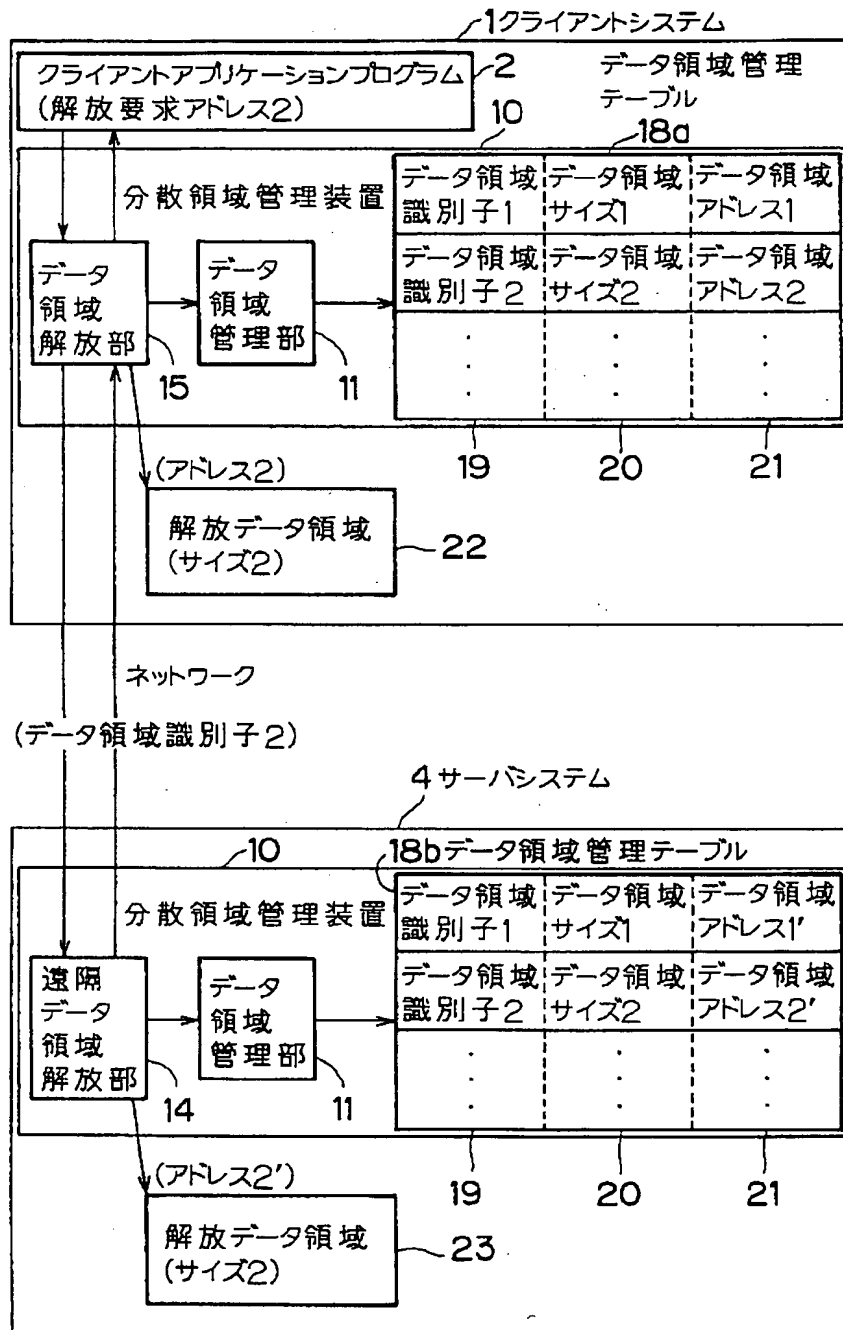 1クライアントシステム
クライアントアプリケーションプログラム
(解放要求アドレス2)
2
データ領域管理
テーブル
10
18a
分散領域管理装置
データ領域
識別子1
データ領域
サイズ1
データ領域
アドレス1
データ領域
識別子2
データ領域
サイズ2
データ領域
アドレス2
データ
領域
解放部
15
データ
領域
管理部
11
19
20
21
(アドレス2)
解放データ領域
(サイズ2)
22
ネットワーク
(データ領域識別子2)
4サーバシステム
10
18bデータ領域管理テーブル
分散領域管理装置
データ領域
識別子1
データ領域
サイズ1
データ領域
アドレス1'
データ領域
識別子2
データ領域
サイズ2
データ領域
アドレス2'
遠隔
データ
領域
解放部
14
データ
領域
管理部
11
19
20
21
(アドレス2')
解放データ領域
(サイズ2)
23